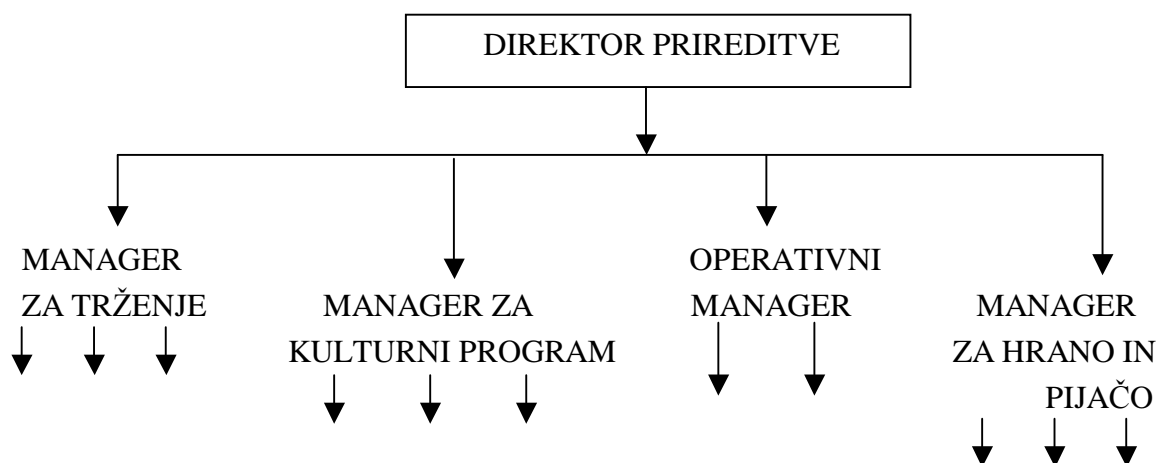 DIREKTOR PRIREDITVE
MANAGER
ZA TRŽENJE
MANAGER ZA
KULTURNI PROGRAM
OPERATIVNI
MANAGER
MANAGER
ZA HRANO IN
PIJAČO